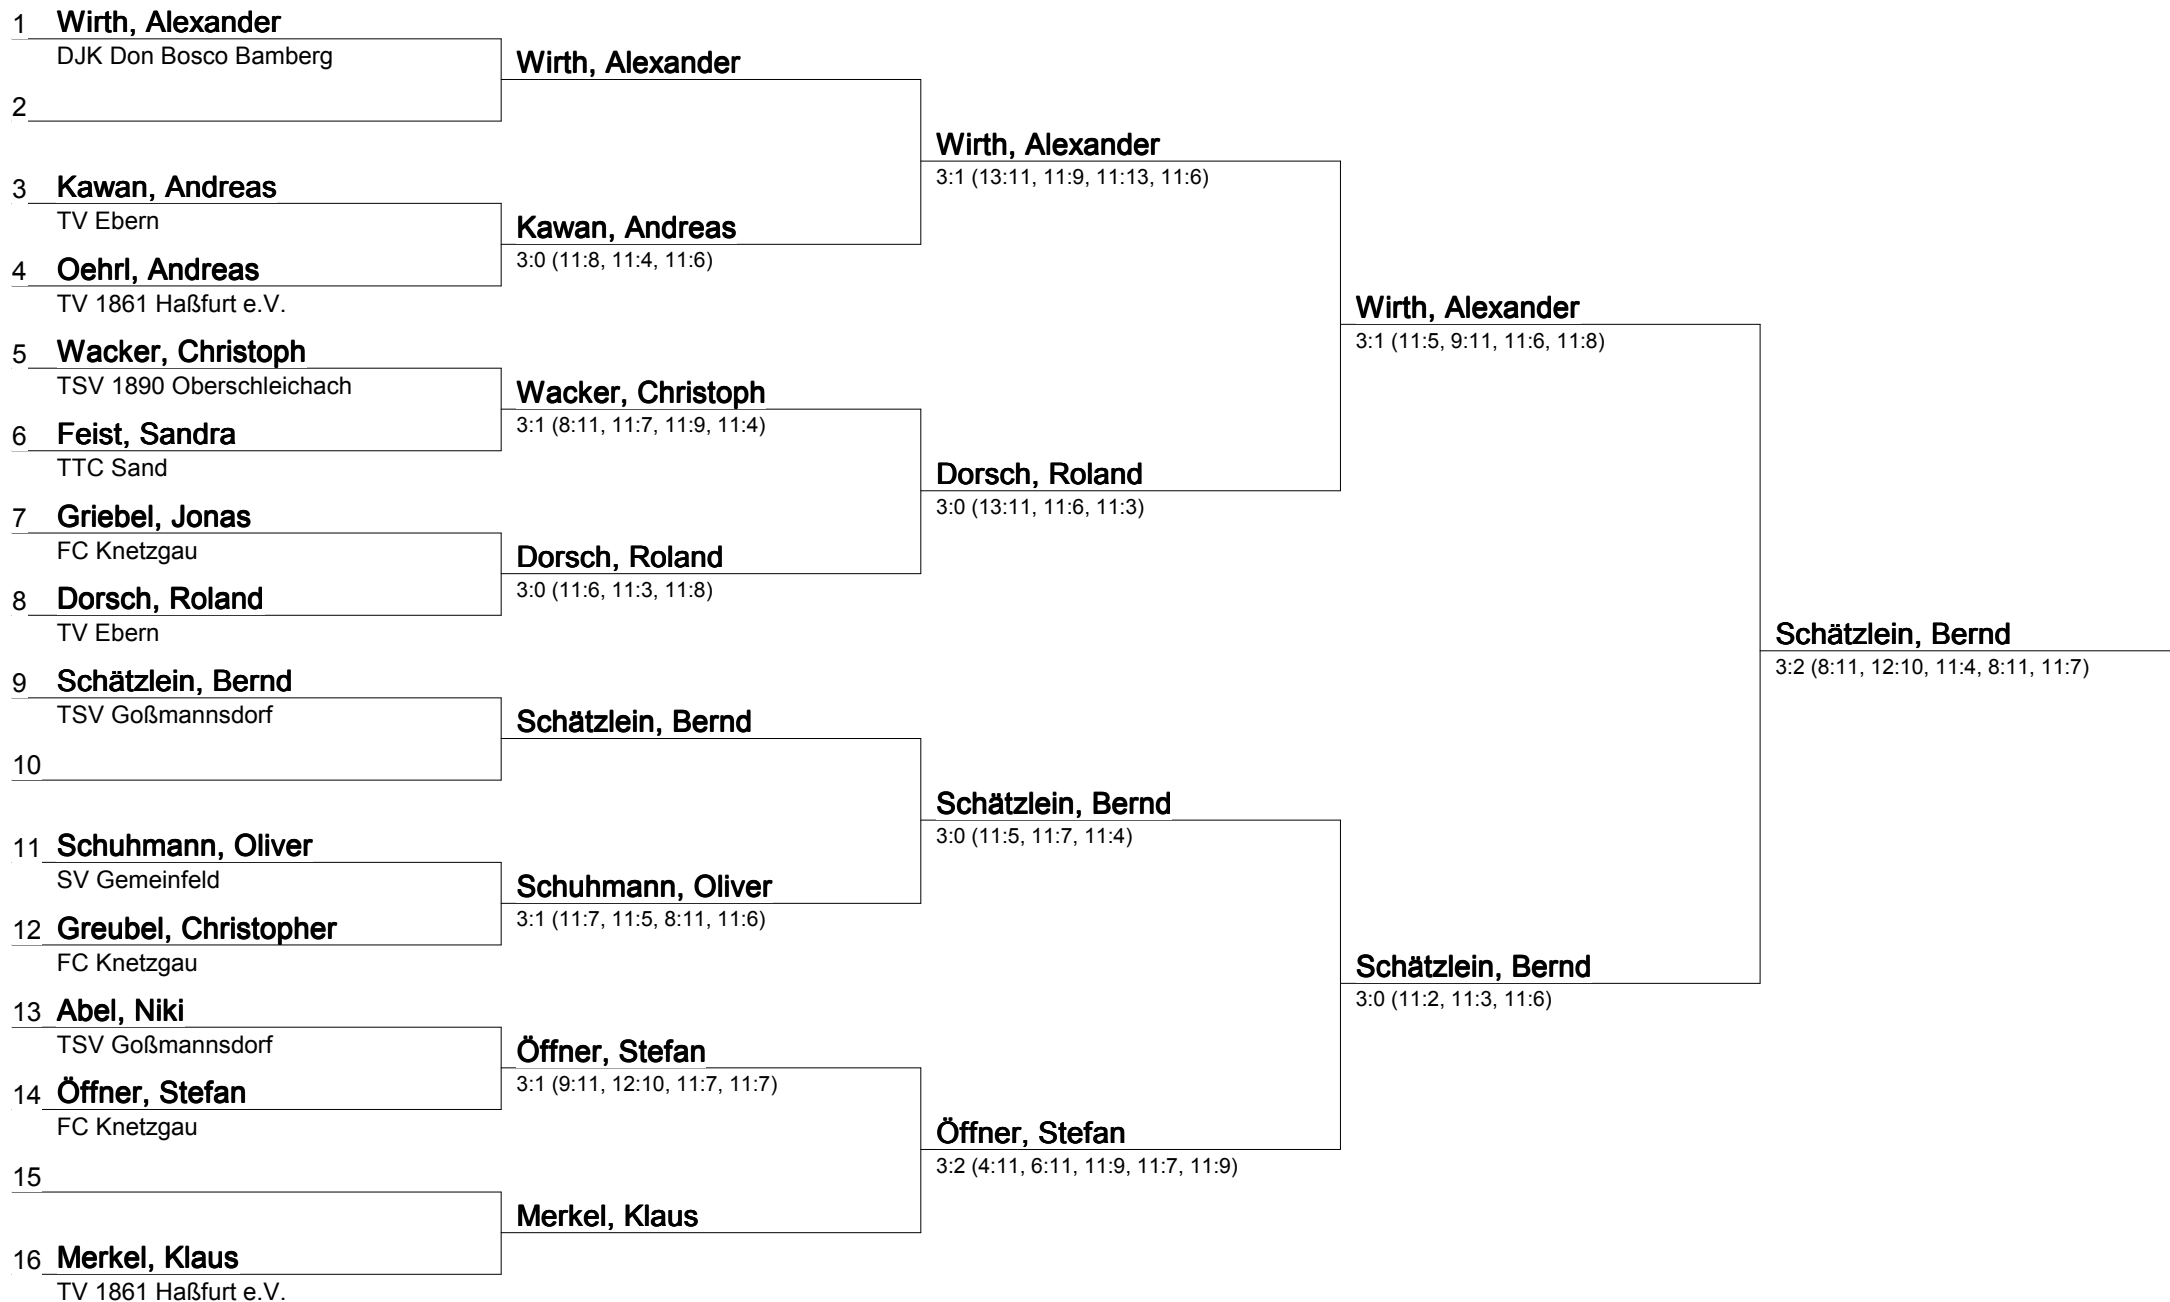 1 Wirth, Alexander
DJK Don Bosco Bamberg
2
3 Kawan, Andreas
TV Ebern
4 Oehrl, Andreas
TV 1861 Haßfurt e.V.
5 Wacker, Christoph
TSV 1890 Oberschleichach
6 Feist, Sandra
TTC Sand
7 Griebel, Jonas
FC Knetzgau
8 Dorsch, Roland
TV Ebern
9 Schätzlein, Bernd
TSV Goßmannsdorf
10
11 Schuhmann, Oliver
SV Gemeinfeld
12 Greubel, Christopher
FC Knetzgau
13 Abel, Niki
TSV Goßmannsdorf
14 Öffner, Stefan
FC Knetzgau
15
16 Merkel, Klaus
TV 1861 Haßfurt e.V.
Wirth, Alexander
Kawan, Andreas
3:0 (11:8, 11:4, 11:6)
Wacker, Christoph
3:1 (8:11, 11:7, 11:9, 11:4)
Dorsch, Roland
3:0 (11:6, 11:3, 11:8)
Schätzlein, Bernd
Schuhmann, Oliver
3:1 (11:7, 11:5, 8:11, 11:6)
Öffner, Stefan
3:1 (9:11, 12:10, 11:7, 11:7)
Merkel, Klaus
Wirth, Alexander
3:1 (13:11, 11:9, 11:13, 11:6)
Dorsch, Roland
3:0 (13:11, 11:6, 11:3)
Schätzlein, Bernd
3:0 (11:5, 11:7, 11:4)
Öffner, Stefan
3:2 (4:11, 6:11, 11:9, 11:7, 11:9)
Wirth, Alexander
3:1 (11:5, 9:11, 11:6, 11:8)
Schätzlein, Bernd
3:0 (11:2, 11:3, 11:6)
Schätzlein, Bernd
3:2 (8:11, 12:10, 11:4, 8:11, 11:7)